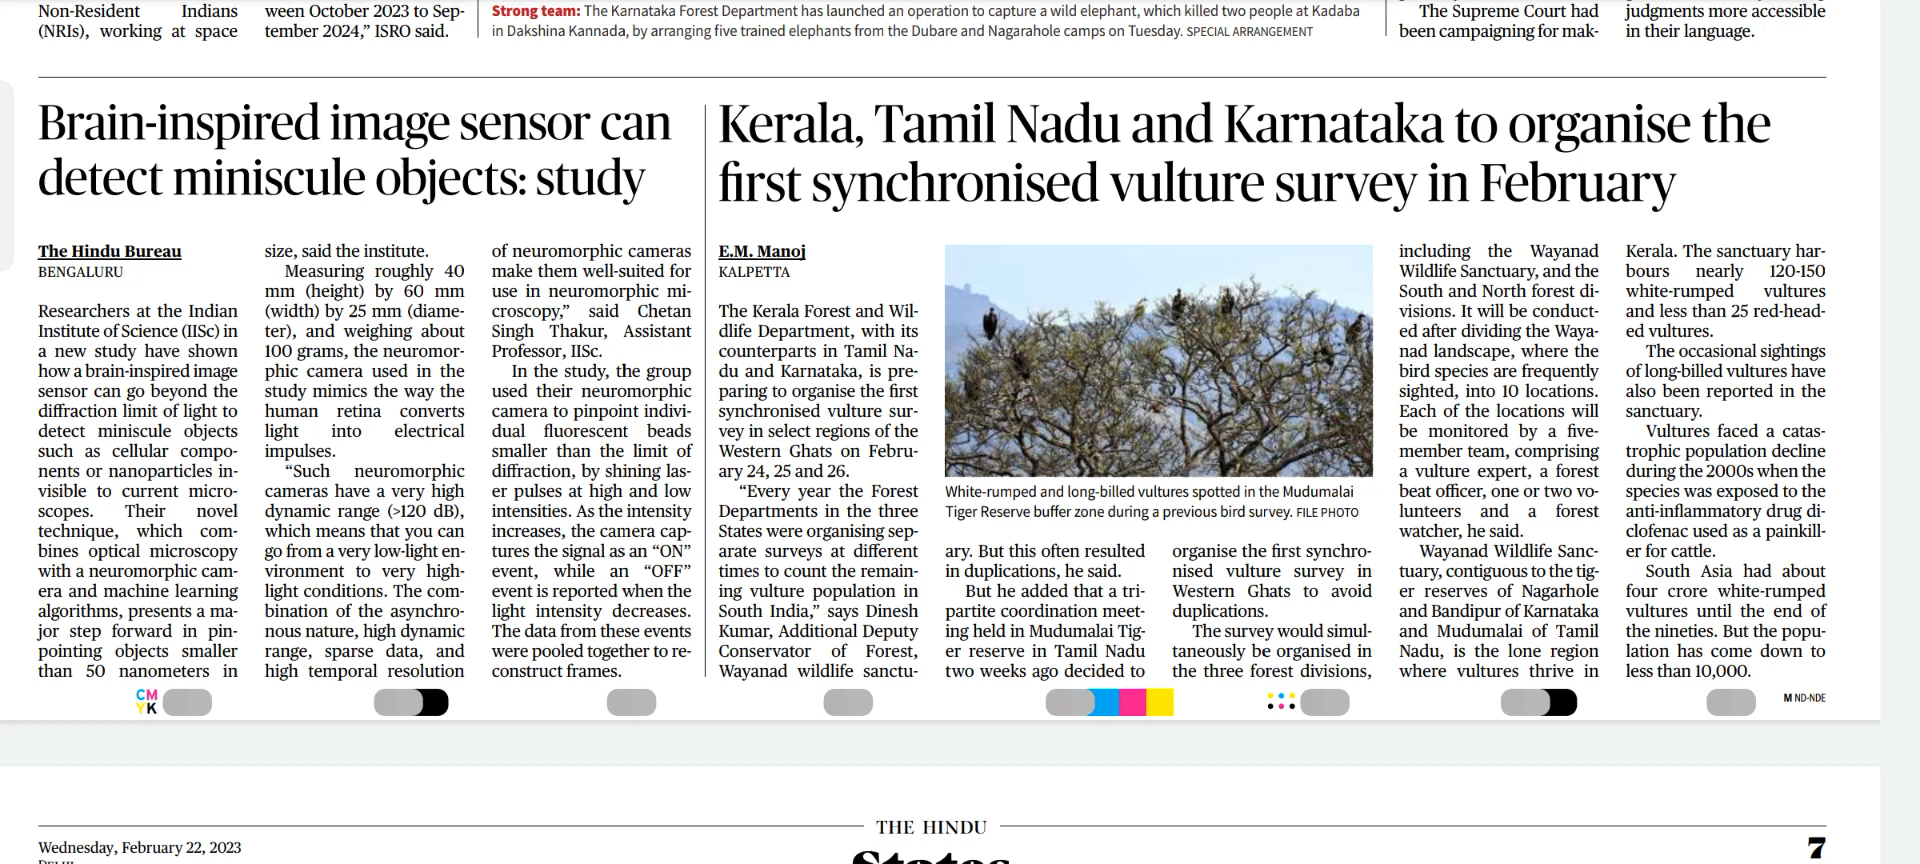 Non-Resident Indians
(NRIs), working at space
ween October 2023 to Sep-
tember 2024,” ISRO said.
Strong team: The Karnataka Forest Department has launched an operation to capture a wild elephant, which killed two people at Kadaba
in Dakshina Kannada, by arranging five trained elephants from the Dubare and Nagarahole camps on Tuesday. SPECIAL ARRANGEMENT
The Supreme Court had
been campaigning for mak-
judgments more accessible
in their language.
Brain-inspired image sensor can
detect miniscule objects: study
The Hindu Bureau
BENGALURU
Researchers at the Indian
Institute of Science (IISc) in
a new study have shown
how a brain-inspired image
sensor can go beyond the
diffraction limit of light to
detect miniscule objects
such as cellular compo-
nents or nanoparticles in-
visible to current micro-
scopes. Their novel
technique, which com-
bines optical microscopy
with a neuromorphic cam-
era and machine learning
algorithms, presents a ma-
jor step forward in pin-
pointing objects smaller
than 50 nanometers in
size, said the institute.
Measuring roughly 40
mm (height) by 60 mm
(width) by 25 mm (diame-
ter), and weighing about
100 grams, the neuromor-
phic camera used in the
study mimics the way the
human retina converts
light into electrical
impulses.
“Such neuromorphic
cameras have a very high
dynamic range (>120 dB),
which means that you can
go from a very low-light en-
vironment to very high-
light conditions. The com-
bination of the asynchro-
nous nature, high dynamic
range, sparse data, and
high temporal resolution
of neuromorphic cameras
make them well-suited for
use in neuromorphic mi-
croscopy,” said Chetan
Singh Thakur, Assistant
Professor, IISc.
In the study, the group
used their neuromorphic
camera to pinpoint indivi-
dual fluorescent beads
smaller than the limit of
diffraction, by shining las-
er pulses at high and low
intensities. As the intensity
increases, the camera cap-
tures the signal as an “ON”
event, while an “OFF”
event is reported when the
light intensity decreases.
The data from these events
were pooled together to re-
construct frames.
Kerala, Tamil Nadu and Karnataka to organise the
first synchronised vulture survey in February
E.M. Manoj
KALPETTA
The Kerala Forest and Wil-
dlife Department, with its
counterparts in Tamil Na-
du and Karnataka, is pre-
paring to organise the first
synchronised vulture sur-
vey in select regions of the
Western Ghats on Febru-
ary 24, 25 and 26.
“Every year the Forest
Departments in the three
States were organising sep-
arate surveys at different
times to count the remain-
ing vulture population in
South India,” says Dinesh
Kumar, Additional Deputy
Conservator of Forest,
Wayanad wildlife sanctu-
White-rumped and long-billed vultures spotted in the Mudumalai
Tiger Reserve buffer zone during a previous bird survey. FILE PHOTO
ary. But this often resulted
in duplications, he said.
But he added that a tri-
partite coordination meet-
ing held in Mudumalai Tig-
er reserve in Tamil Nadu
two weeks ago decided to
organise the first synchro-
nised vulture survey in
Western Ghats to avoid
duplications.
The survey would simul-
taneously be organised in
the three forest divisions,
including the Wayanad
Wildlife Sanctuary, and the
South and North forest di-
visions. It will be conduct-
ed after dividing the Waya-
nad landscape, where the
bird species are frequently
sighted, into 10 locations.
Each of the locations will
be monitored by a five-
member team, comprising
a vulture expert, a forest
beat officer, one or two vo-
lunteers and a forest
watcher, he said.
Wayanad Wildlife Sanc-
tuary, contiguous to the tig-
er reserves of Nagarhole
and Bandipur of Karnataka
and Mudumalai of Tamil
Nadu, is the lone region
where vultures thrive in
Kerala. The sanctuary har-
bours nearly 120-150
white-rumped vultures
and less than 25 red-head-
ed vultures.
The occasional sightings
of long-billed vultures have
also been reported in the
sanctuary.
Vultures faced a catas-
trophic population decline
during the 2000s when the
species was exposed to the
anti-inflammatory drug di-
clofenac used as a painkill-
er for cattle.
South Asia had about
four crore white-rumped
vultures until the end of
the nineties. But the popu-
lation has come down to
less than 10,000.
CM
YK
M ND-NDE
THE HINDU
Wednesday, February 22, 2023
7